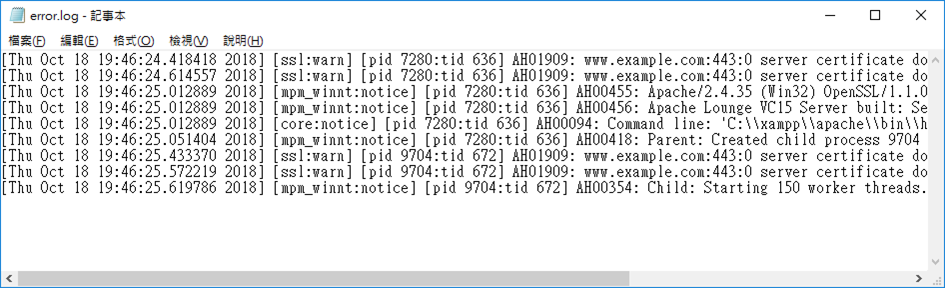 error.log - 記事本
檔案(F) 編輯(E) 格式(O) 檢視(V) 說明(H)
[Thu Oct 18 19:46:24.418418 2018] [ssl:warn] [pid 7280:tid 636] AH01909: www.example.com:443:0 server certificate do
[Thu Oct 18 19:46:24.614557 2018] [ssl:warn] [pid 7280:tid 636] AH01909: www.example.com:443:0 server certificate do
[Thu Oct 18 19:46:25.012889 2018] [mpm_winnt:notice] [pid 7280:tid 636] AH00455: Apache/2.4.35 (Win32) OpenSSL/1.1.0
[Thu Oct 18 19:46:25.012889 2018] [mpm_winnt:notice] [pid 7280:tid 636] AH00456: Apache Lounge VC15 Server built: Se
[Thu Oct 18 19:46:25.012889 2018] [core:notice] [pid 7280:tid 636] AH00094: Command line: 'C:\\xampp\\apache\\bin\\h
[Thu Oct 18 19:46:25.051404 2018] [mpm_winnt:notice] [pid 7280:tid 636] AH00418: Parent: Created child process 9704
[Thu Oct 18 19:46:25.433370 2018] [ssl:warn] [pid 9704:tid 672] AH01909: www.example.com:443:0 server certificate do
[Thu Oct 18 19:46:25.572219 2018] [ssl:warn] [pid 9704:tid 672] AH01909: www.example.com:443:0 server certificate do
[Thu Oct 18 19:46:25.619786 2018] [mpm_winnt:notice] [pid 9704:tid 672] AH00354: Child: Starting 150 worker threads.